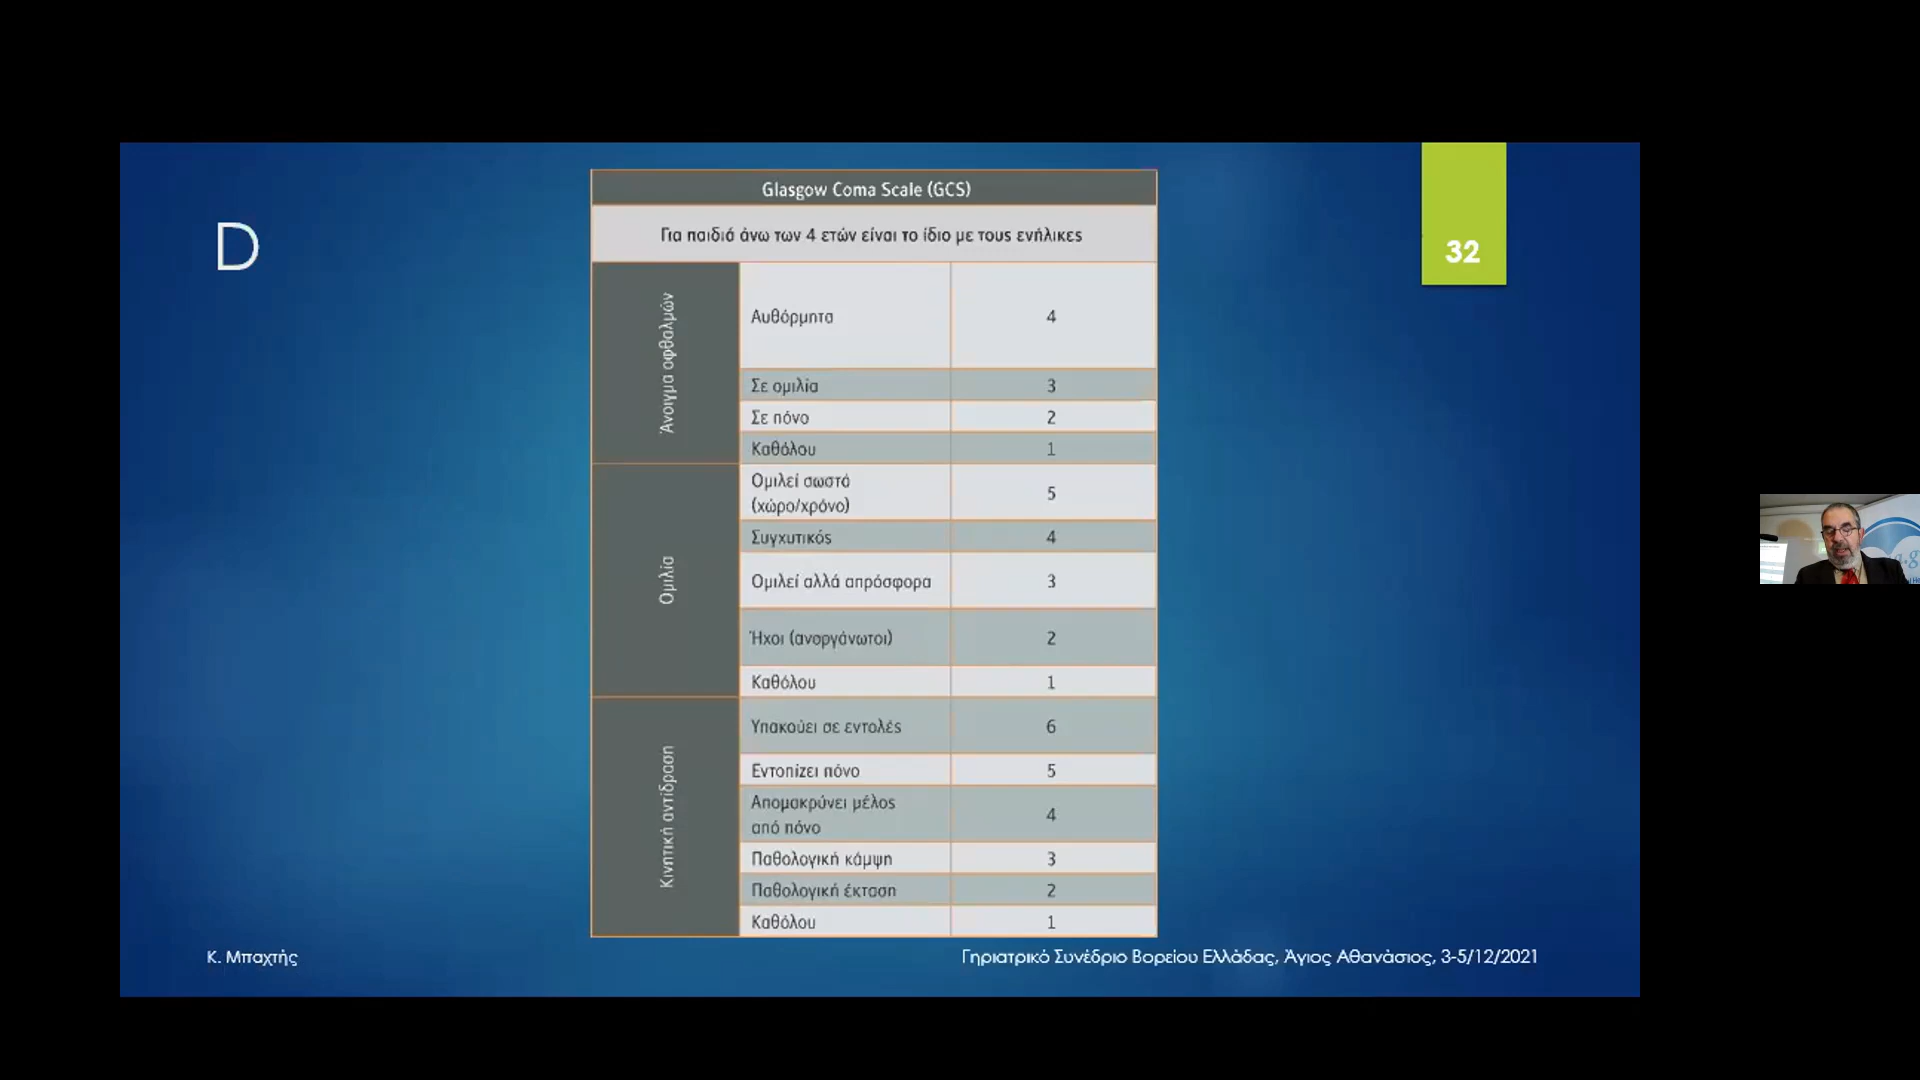 D
32
Glasgow Coma Scale (GCS)
Για παιδιά άνω των 4 ετών είναι το ίδιο με τους ενήλικες
Άνοιγμα οφθαλμών
Αυθόρμητα 4
Σε ομιλία 3
Σε πόνο 2
Καθόλου 1
Ομιλία
Ομιλεί σωστά
(χώρο/χρόνο) 5
Συγχυτικός 4
Ομιλεί αλλά απρόσφορα 3
Ήχοι (ανοργάνωτοι) 2
Καθόλου 1
Κινητική αντίδραση
Υπακούει σε εντολές 6
Εντοπίζει πόνο 5
Απομακρύνει μέλος
από πόνο 4
Παθολογική κάμψη 3
Παθολογική έκταση 2
Καθόλου 1
Κ. Μπαχτής
Γηριατρικό Συνέδριο Βορείου Ελλάδας, Άγιος Αθανάσιος, 3-5/12/2021